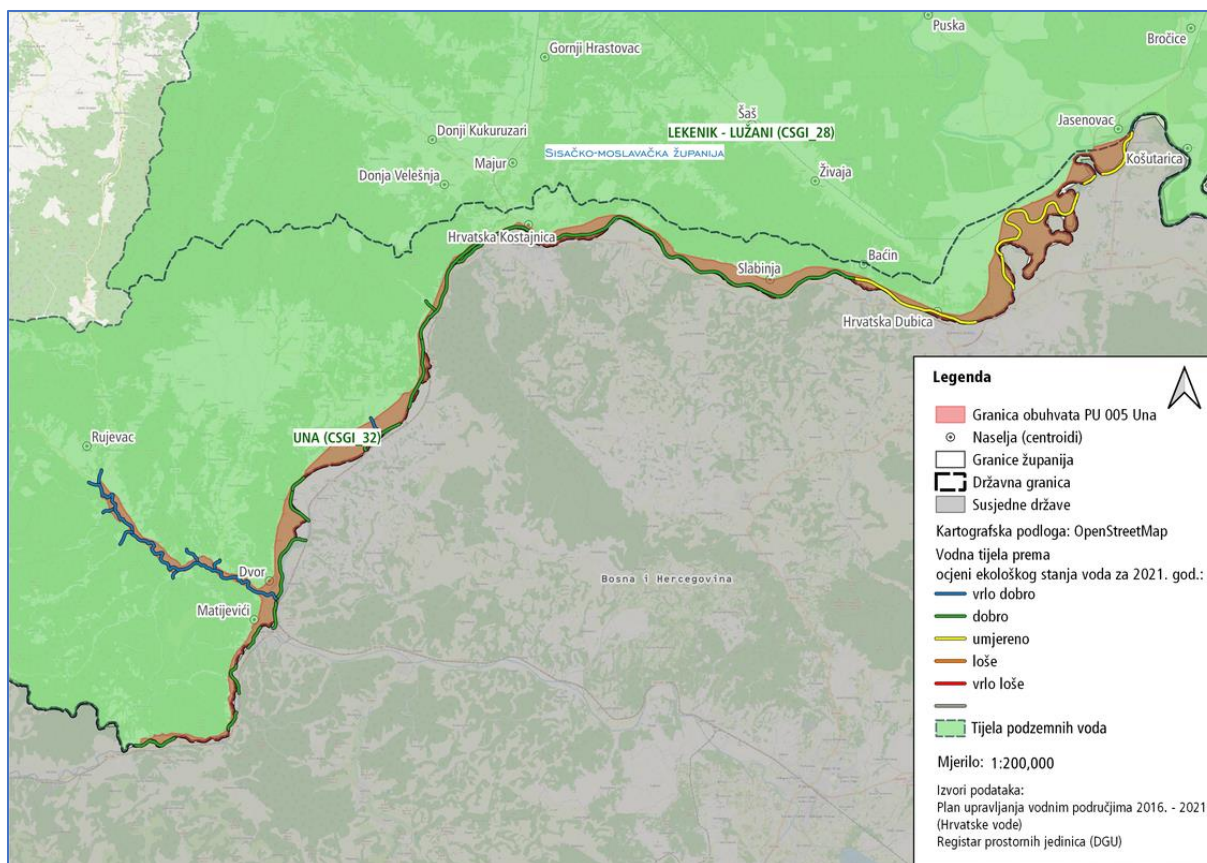 Puska
Bročice
Gornji Hrastovac
Šaš
LEKENIK - LUŽANI (CSGI_28)
Jasenovac
Donji Kukuruzari
SISAČKO-MOSLAVAČKA ŽUPANIJA
Majur
Košutarica
Donja Velešnja
Živaja
Hrvatska Kostajnica
Baćin
Slabinja
Hrvatska Dubica
UNA (CSGI_32)
Rujevac
Dvor
Matijevići
Bosna i Hercegovina
Legenda
Granica obuhvata PU 005 Una
Naselja (centroidi)
Granice županija
Državna granica
Susjedne države
Kartografska podloga: OpenStreetMap
Vodna tijela prema
ocjeni ekološkog stanja voda za 2021. god.:
vrlo dobro
dobro
umjereno
loše
vrlo loše
Tijela podzemnih voda
Mjerilo: 1:200,000
Izvori podataka:
Plan upravljanja vodnim područjima 2016. - 2021
(Hrvatske vode)
Registar prostornih jedinica (DGU)